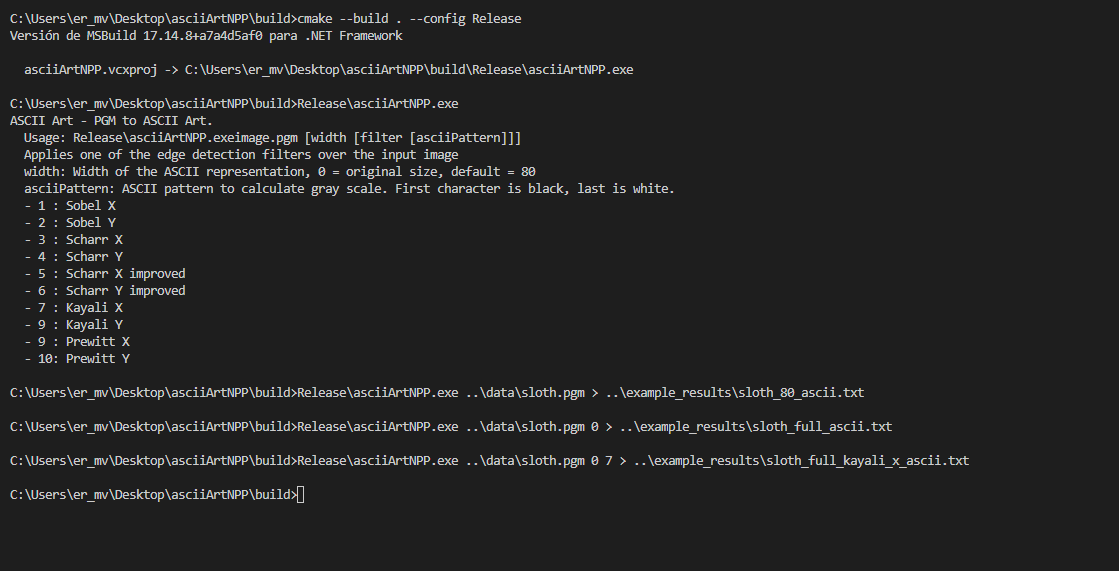 C:\Users\er_mv\Desktop\asciiArtNPP\build>cmake --build . --config Release
Versión de MSBuild 17.14.8+a7a4d5af0 para .NET Framework
asciiArtNPP.vcxproj -> C:\Users\er_mv\Desktop\asciiArtNPP\build\Release\asciiArtNPP.exe
C:\Users\er_mv\Desktop\asciiArtNPP\build>Release\asciiArtNPP.exe
ASCII Art - PGM to ASCII Art.
Usage: Release\asciiArtNPP.exeimage.pgm [width [filter [asciiPattern]]]
Applies one of the edge detection filters over the input image
width: Width of the ASCII representation, 0 = original size, default = 80
asciiPattern: ASCII pattern to calculate gray scale. First character is black, last is white.
- 1 : Sobel X
- 2 : Sobel Y
- 3 : Scharr X
- 4 : Scharr Y
- 5 : Scharr X improved
- 6 : Scharr Y improved
- 7 : Kayali X
- 9 : Kayali Y
- 9 : Prewitt X
- 10: Prewitt Y
C:\Users\er_mv\Desktop\asciiArtNPP\build>Release\asciiArtNPP.exe ..\data\sloth.pgm > ..\example_results\sloth_80_ascii.txt
C:\Users\er_mv\Desktop\asciiArtNPP\build>Release\asciiArtNPP.exe ..\data\sloth.pgm 0 > ..\example_results\sloth_full_ascii.txt
C:\Users\er_mv\Desktop\asciiArtNPP\build>Release\asciiArtNPP.exe ..\data\sloth.pgm 0 7 > ..\example_results\sloth_full_kayali_x_ascii.txt
C:\Users\er_mv\Desktop\asciiArtNPP\build>